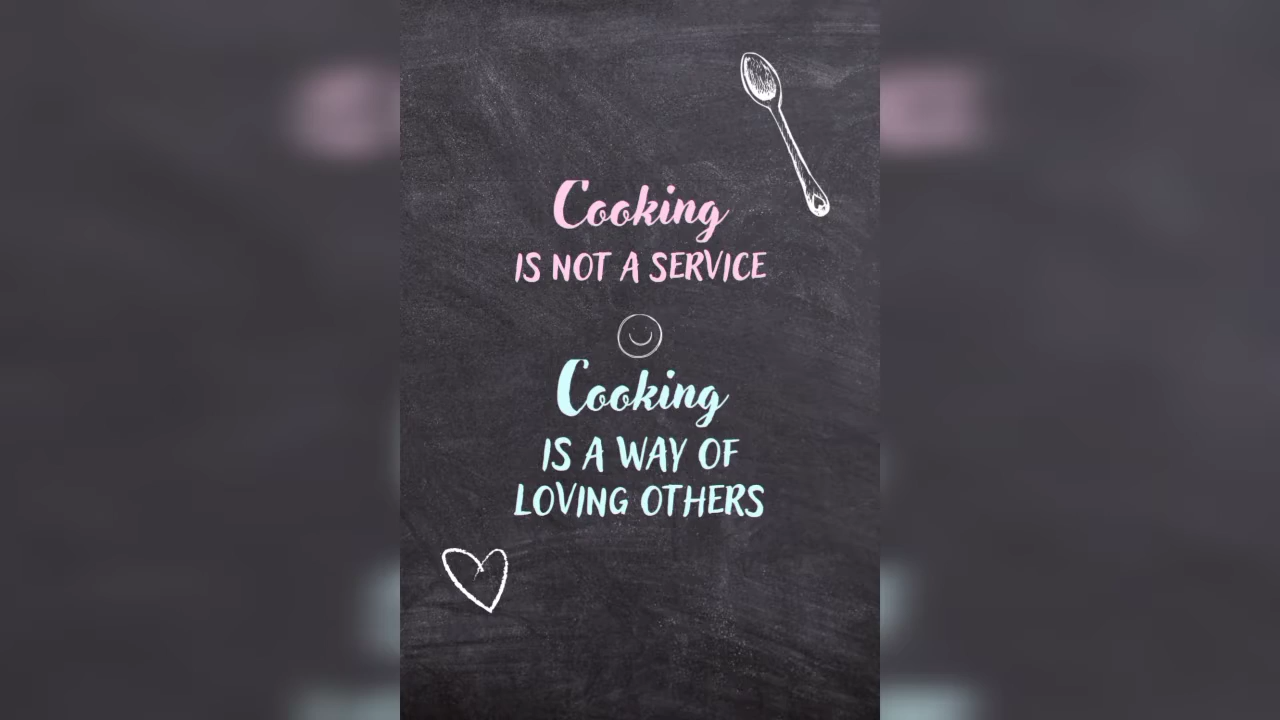 Cooking
IS NOT A SERVICE
Cooking
IS A WAY OF
LOVING OTHERS